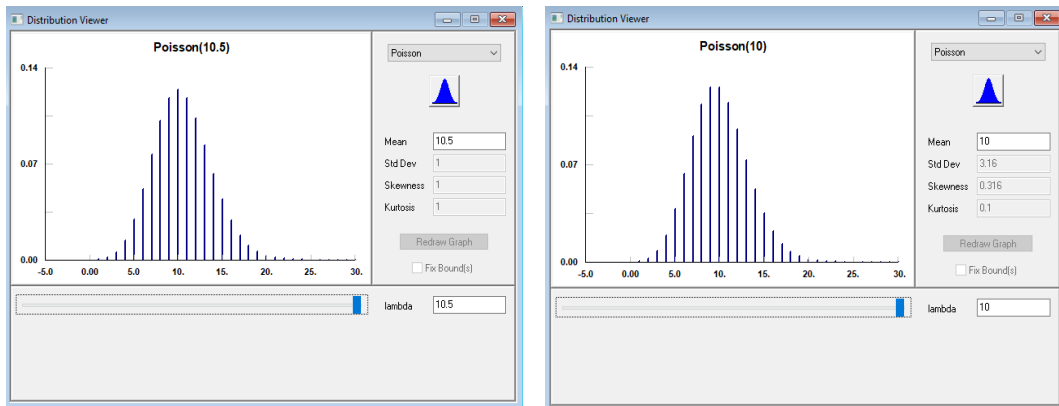 Distribution Viewer
Poisson(10.5)
0.14
0.07
0.00
-5.0 0.00 5.0 10. 15. 20. 25. 30.
Poisson
Mean 10.5
Std Dev 1
Skewness 1
Kurtosis 1
Redraw Graph
Fix Bound(s)
lambda 10.5
Distribution Viewer
Poisson(10)
0.14
0.07
0.00
-5.0 0.00 5.0 10. 15. 20. 25. 30.
Poisson
Mean 10
Std Dev 3.16
Skewness 0.316
Kurtosis 0.1
Redraw Graph
Fix Bound(s)
lambda 10